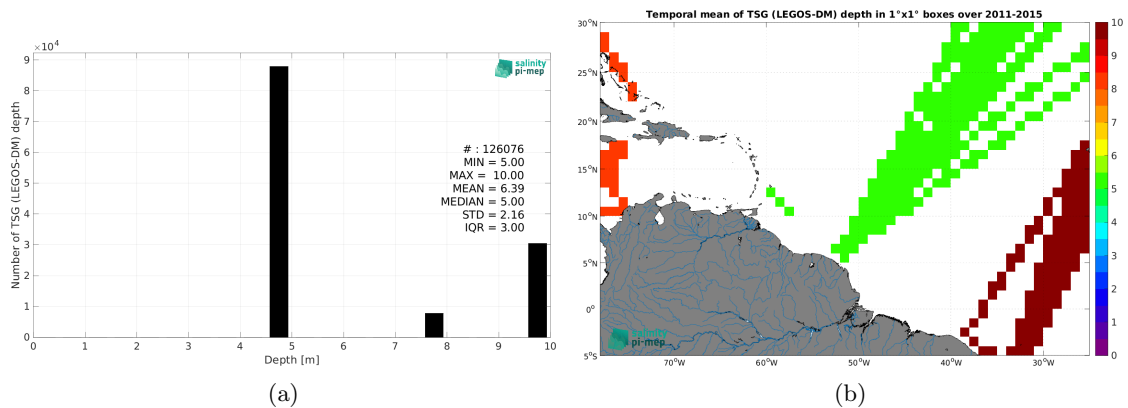 ×10⁴
9
8
7
6
5
4
3
2
1
0
Number of TSG (LEGOS-DM) depth
salinity
pi-mep
# : 126076
MIN = 5.00
MAX = 10.00
MEAN = 6.39
MEDIAN = 5.00
STD = 2.16
IQR = 3.00
0 1 2 3 4 5 6 7 8 9 10
Depth [m]
(a)
Temporal mean of TSG (LEGOS-DM) depth in 1°x1° boxes over 2011-2015
30°N
25°N
20°N
15°N
10°N
5°N
0°
5°S
salinity
pi-mep
70°W 60°W 50°W 40°W 30°W
10
9
8
7
6
5
4
3
2
1
0
(b)